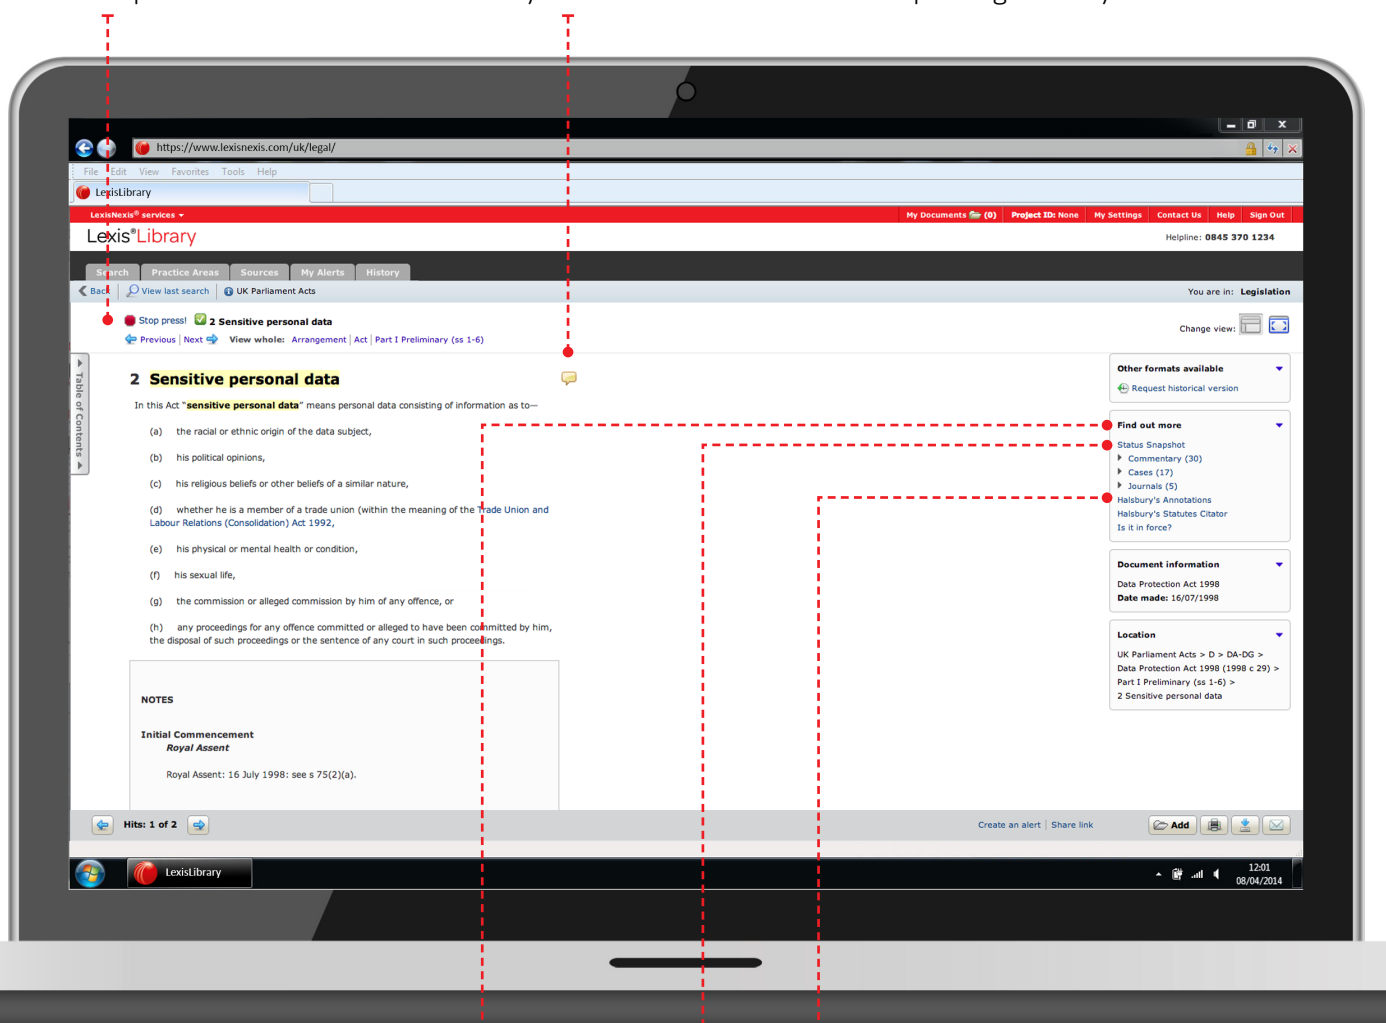 https://www.lexisnexis.com/uk/legal/
File Edit View Favorites Tools Help
LexisLibrary
LexisNexis® services
My Documents (0) Project ID: None My Settings Contact Us Help Sign Out
Lexis®Library
Helpline: 0845 370 1234
Search Practice Areas Sources My Alerts History
Back View last search UK Parliament Acts
You are in: Legislation
Stop press! 2 Sensitive personal data
Change view:
Previous | Next View whole: Arrangement | Act | Part I Preliminary (ss 1-6)
Table of Contents
2 Sensitive personal data
In this Act "sensitive personal data" means personal data consisting of information as to—
(a) the racial or ethnic origin of the data subject,
(b) his political opinions,
(c) his religious beliefs or other beliefs of a similar nature,
(d) whether he is a member of a trade union (within the meaning of the Trade Union and
Labour Relations (Consolidation) Act 1992,
(e) his physical or mental health or condition,
(f) his sexual life,
(g) the commission or alleged commission by him of any offence, or
(h) any proceedings for any offence committed or alleged to have been committed by him,
the disposal of such proceedings or the sentence of any court in such proceedings.
NOTES
Initial Commencement
Royal Assent
Royal Assent: 16 July 1998: see s 75(2)(a).
Other formats available
Request historical version
Find out more
Status Snapshot
Commentary (30)
Cases (17)
Journals (5)
Halsbury's Annotations
Halsbury's Statutes Citator
Is it in force?
Document information
Data Protection Act 1998
Date made: 16/07/1998
Location
UK Parliament Acts > D > DA-DG >
Data Protection Act 1998 (1998 c 29) >
Part I Preliminary (ss 1-6) >
2 Sensitive personal data
Hits: 1 of 2
Create an alert | Share link
Add
LexisLibrary
12:01
08/04/2014